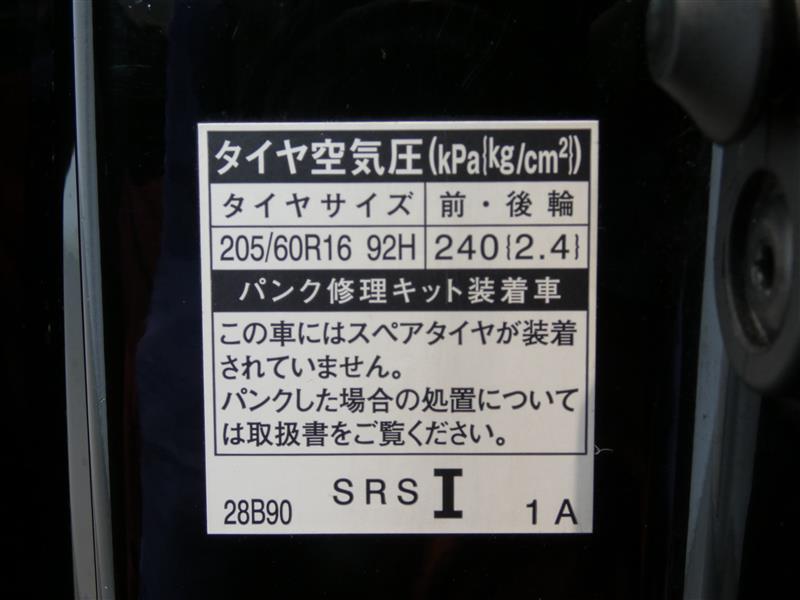 タイヤ空気圧(kPa{kg/cm²})
タイヤサイズ 前・後輪
205/60R16 92H 240{2.4}
パンク修理キット装着車
この車にはスペアタイヤが装着
されていません。
パンクした場合の処置について
は取扱書をご覧ください。
28B90 SRS I 1A